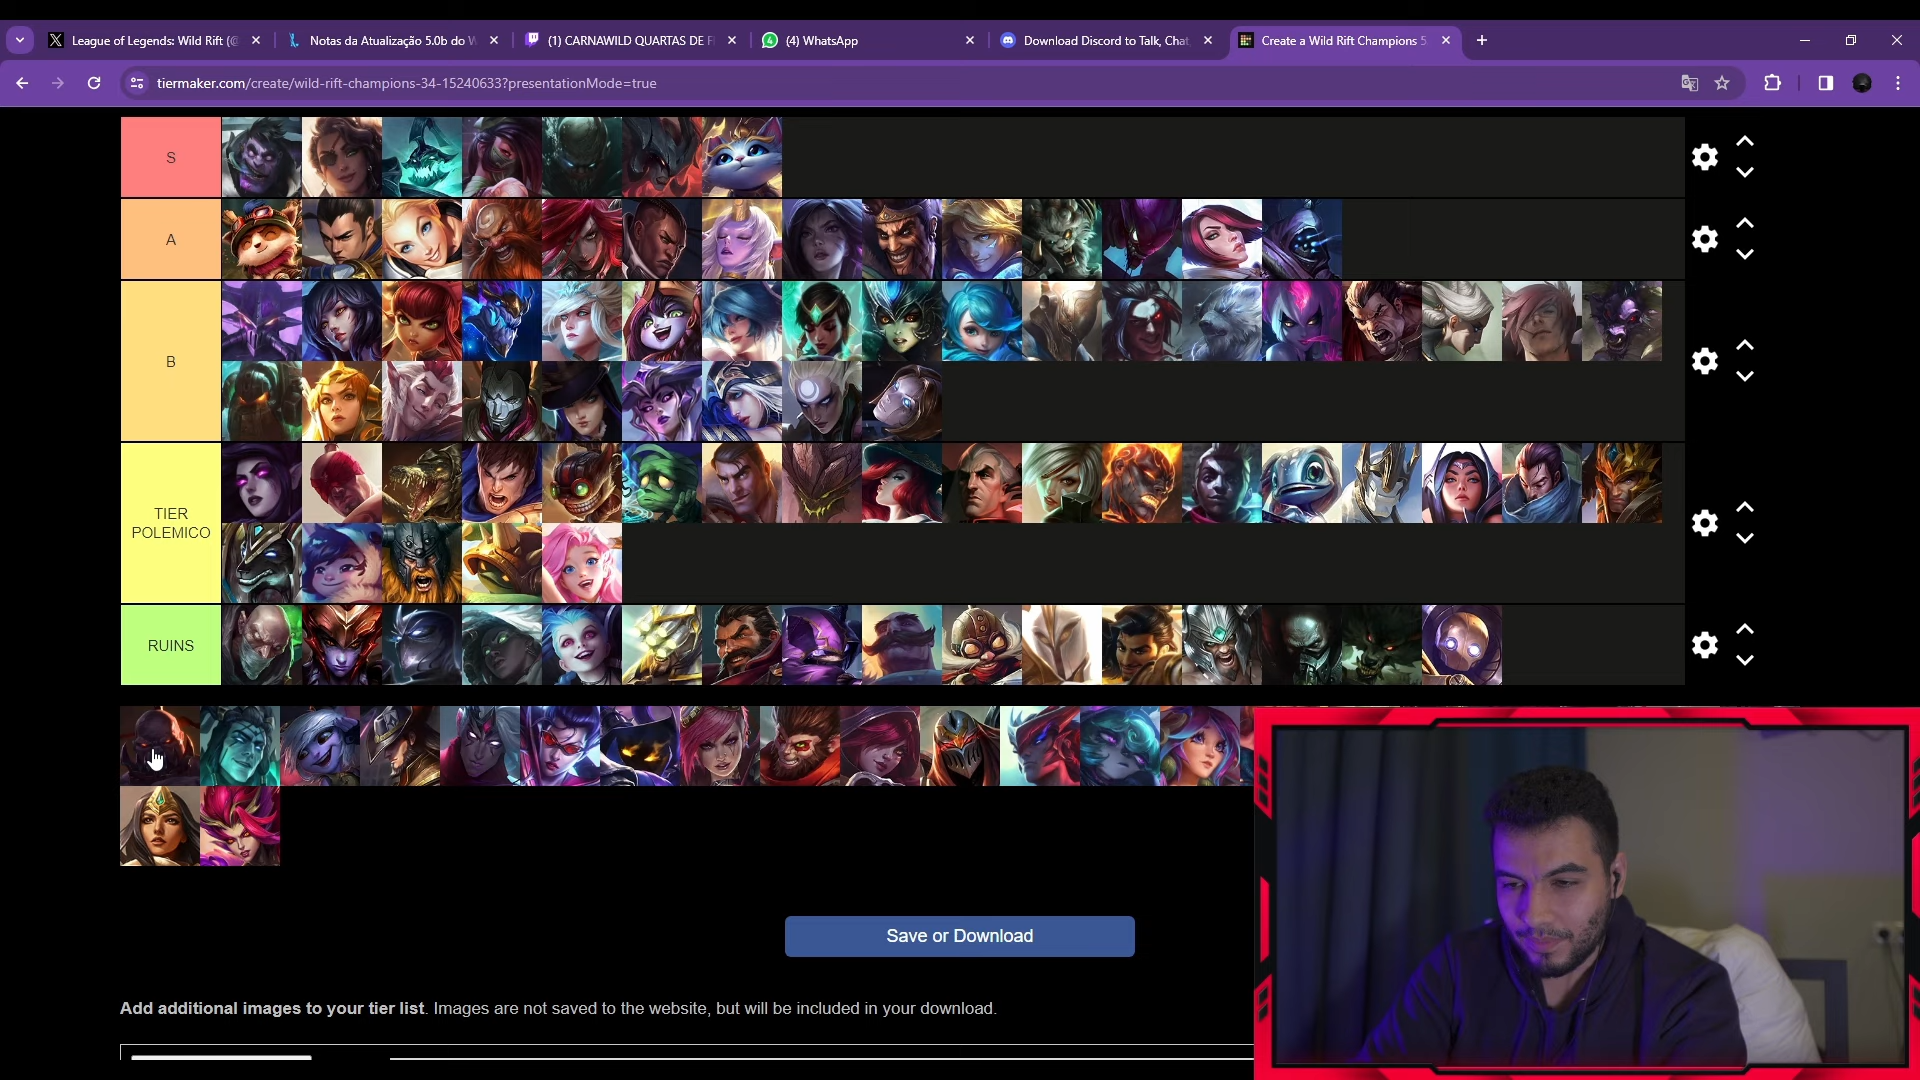 League of Legends: Wild Rift (@
Notas da Atualização 5.0b do W
(1) CARNAWILD QUARTAS DE FI
4
(4) WhatsApp
Download Discord to Talk, Chat,
Create a Wild Rift Champions 5
tiermaker.com/create/wild-rift-champions-34-15240633?presentationMode=true
S
A
B
TIER
POLEMICO
RUINS
Save or Download
Add additional images to your tier list. Images are not saved to the website, but will be included in your download.